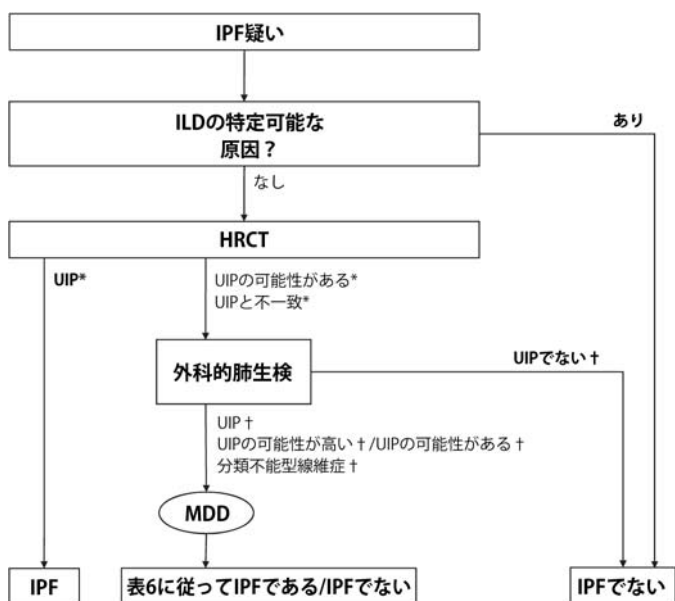 IPF疑い
ILDの特定可能な
原因？
あり
なし
HRCT
UIP*
UIPの可能性がある*
UIPと不一致*
外科的肺生検
UIPでない†
UIP†
UIPの可能性が高い†/UIPの可能性がある†
分類不能型線維症†
MDD
IPF
表6に従ってIPFである/IPFでない
IPFでない